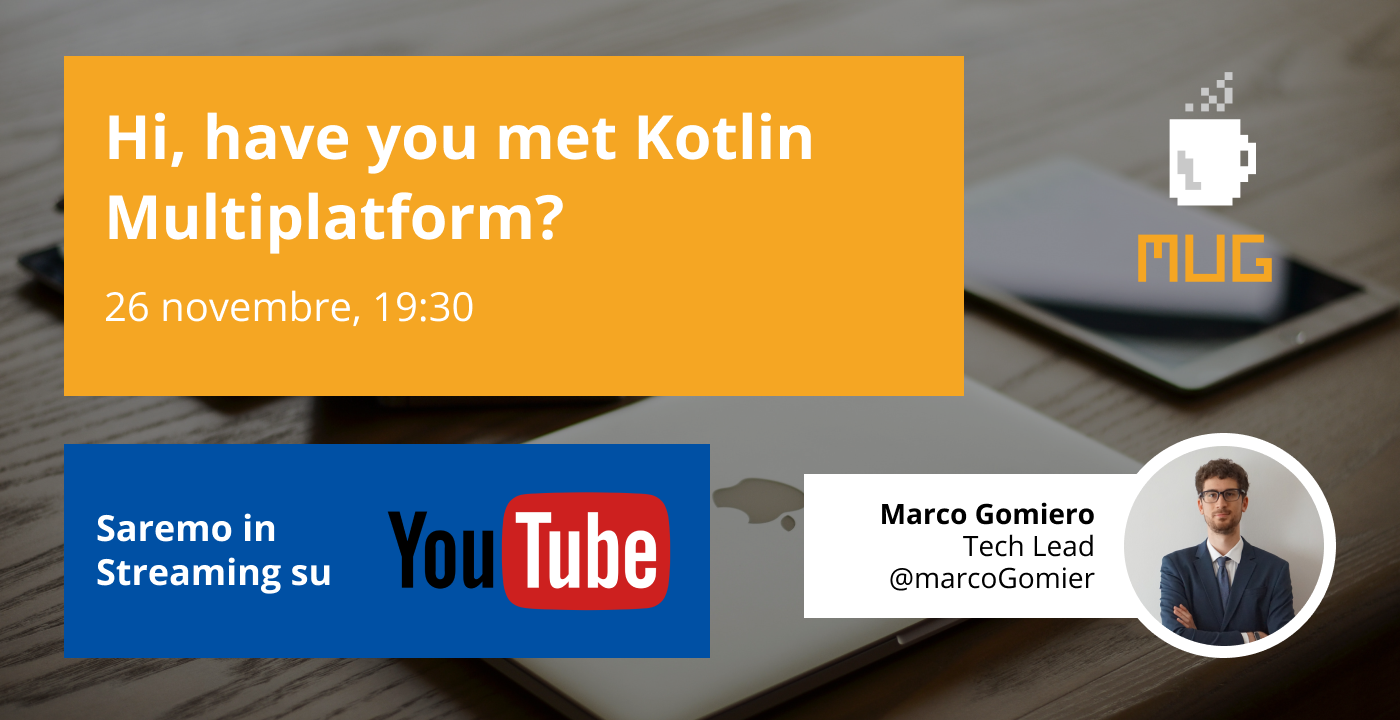 Hi, have you met Kotlin
Multiplatform?
26 novembre, 19:30
MUG
Saremo in
Streaming su
YouTube
Marco Gomiero
Tech Lead
@marcoGomier